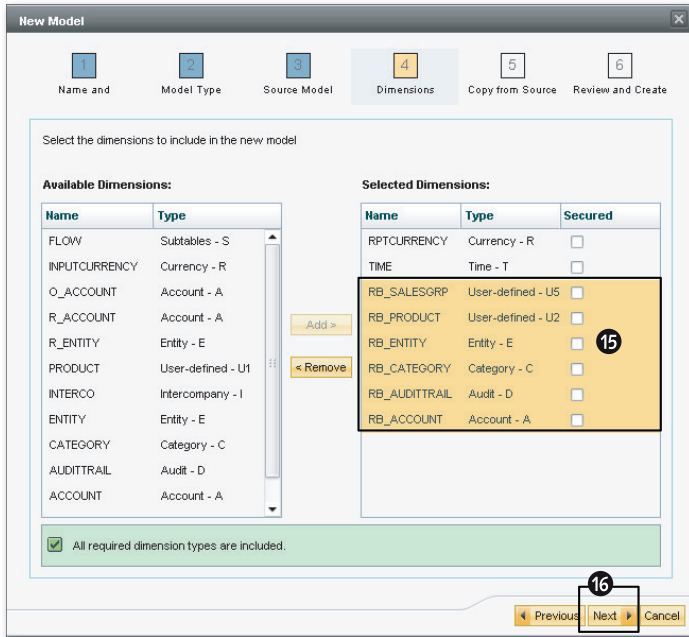 New Model
1 2 3 4 5 6
Name and Model Type Source Model Dimensions Copy from Source Review and Create
Select the dimensions to include in the new model
Available Dimensions:
Name Type
FLOW Subtables - S
INPUTCURRENCY Currency - R
O_ACCOUNT Account - A
R_ACCOUNT Account - A
R_ENTITY Entity - E
PRODUCT User-defined - U1
INTERCO Intercompany - I
ENTITY Entity - E
CATEGORY Category - C
AUDITTRAIL Audit - D
ACCOUNT Account - A
Add >
< Remove
Selected Dimensions:
Name Type Secured
RPTCURRENCY Currency - R
TIME Time - T
RB_SALESGRP User-defined - U5
RB_PRODUCT User-defined - U2
RB_ENTITY Entity - E
RB_CATEGORY Category - C
RB_AUDITTRAIL Audit - D
RB_ACCOUNT Account - A
15
All required dimension types are included.
16
Previous Next Cancel